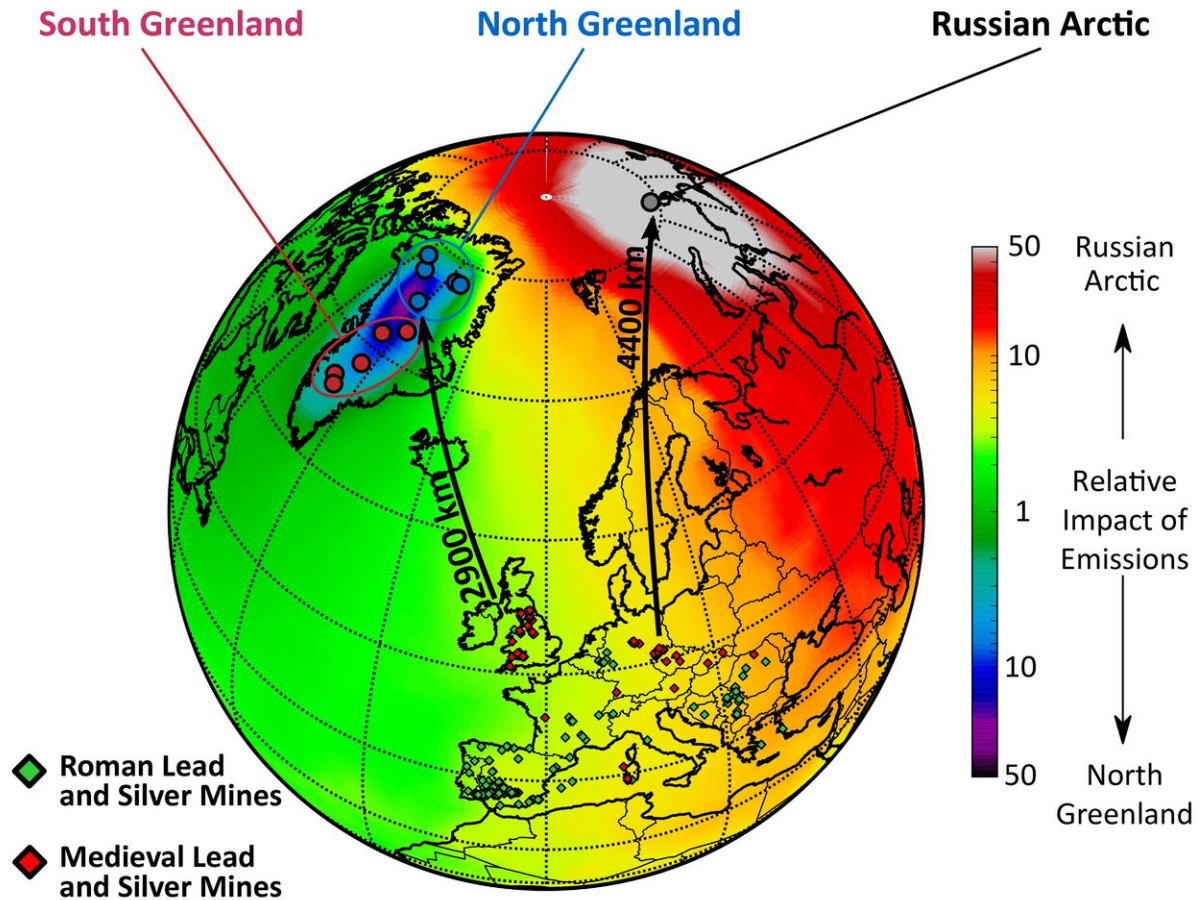 South Greenland
North Greenland
Russian Arctic
4400 km
2900 km
50
10
1
10
50
Russian
Arctic
Relative
Impact of
Emissions
North
Greenland
Roman Lead
and Silver Mines
Medieval Lead
and Silver Mines